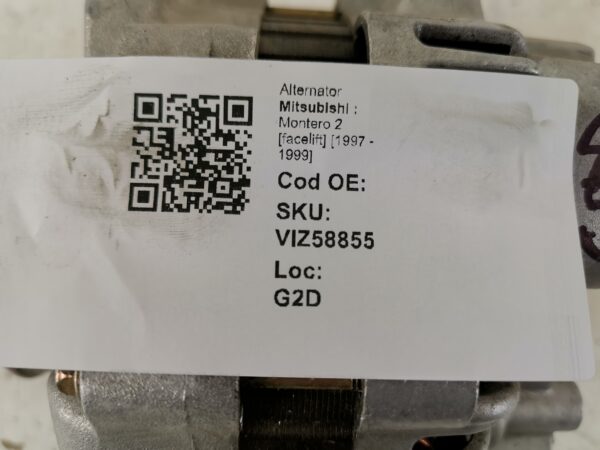 Alternator
Mitsubishi :
Montero 2
[facelift] [1997 -
1999]
Cod OE:
SKU:
VIZ58855
Loc:
G2D